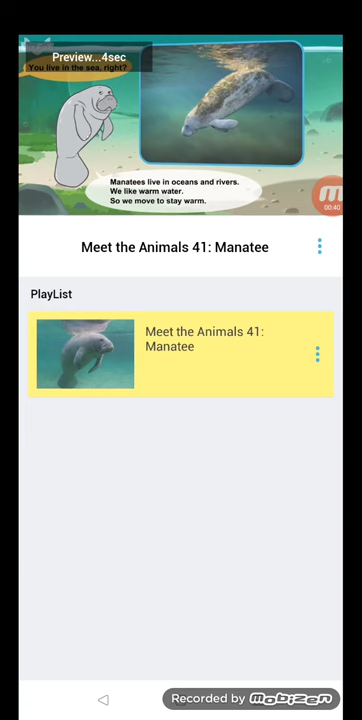 Preview...4sec
You live in the sea, right?
Manatees live in oceans and rivers.
We like warm water.
So we move to stay warm.
00:40
Meet the Animals 41: Manatee
PlayList
Meet the Animals 41:
Manatee
Recorded by mobizen